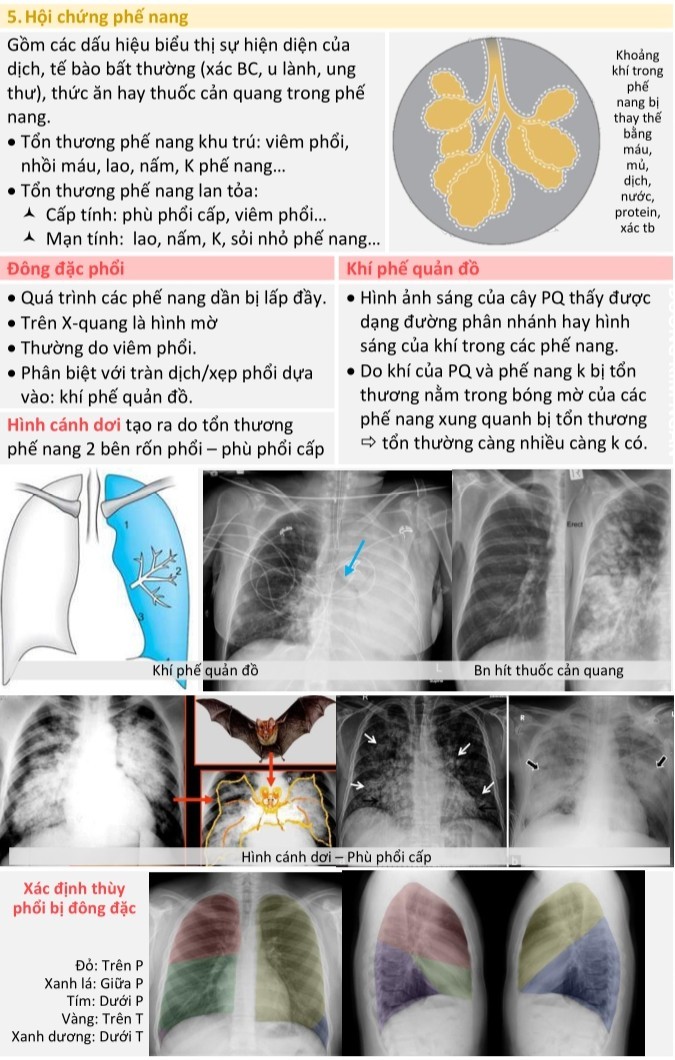 5. Hội chứng phế nang
Gồm các dấu hiệu biểu thị sự hiện diện của
dịch, tế bào bất thường (xác BC, u lành, ung
thư), thức ăn hay thuốc cản quang trong phế
nang.
• Tổn thương phế nang khu trú: viêm phổi,
nhồi máu, lao, nấm, K phế nang...
• Tổn thương phế nang lan tỏa:
Cấp tính: phù phổi cấp, viêm phổi...
Mạn tính: lao, nấm, K, sỏi nhỏ phế nang...
Khoảng
khí trong
phế
nang bị
thay thế
bằng
máu,
mủ,
dịch,
nước,
protein,
xác tb
Đông đặc phổi
• Quá trình các phế nang dần bị lấp đầy.
• Trên X-quang là hình mờ
• Thường do viêm phổi.
• Phân biệt với tràn dịch/xẹp phổi dựa
vào: khí phế quản đồ.
Hình cánh dơi tạo ra do tổn thương
phế nang 2 bên rốn phổi – phù phổi cấp
Khí phế quản đồ
• Hình ảnh sáng của cây PQ thấy được
dạng đường phân nhánh hay hình
sáng của khí trong các phế nang.
• Do khí của PQ và phế nang k bị tổn
thương nằm trong bóng mờ của các
phế nang xung quanh bị tổn thương
⇨ tổn thường càng nhiều càng k có.
1
2
3
Erect
L
Khí phế quản đồ
Bn hít thuốc cản quang
R
L
Hình cánh dơi – Phù phổi cấp
Xác định thùy
phổi bị đông đặc
Đỏ: Trên P
Xanh lá: Giữa P
Tím: Dưới P
Vàng: Trên T
Xanh dương: Dưới T